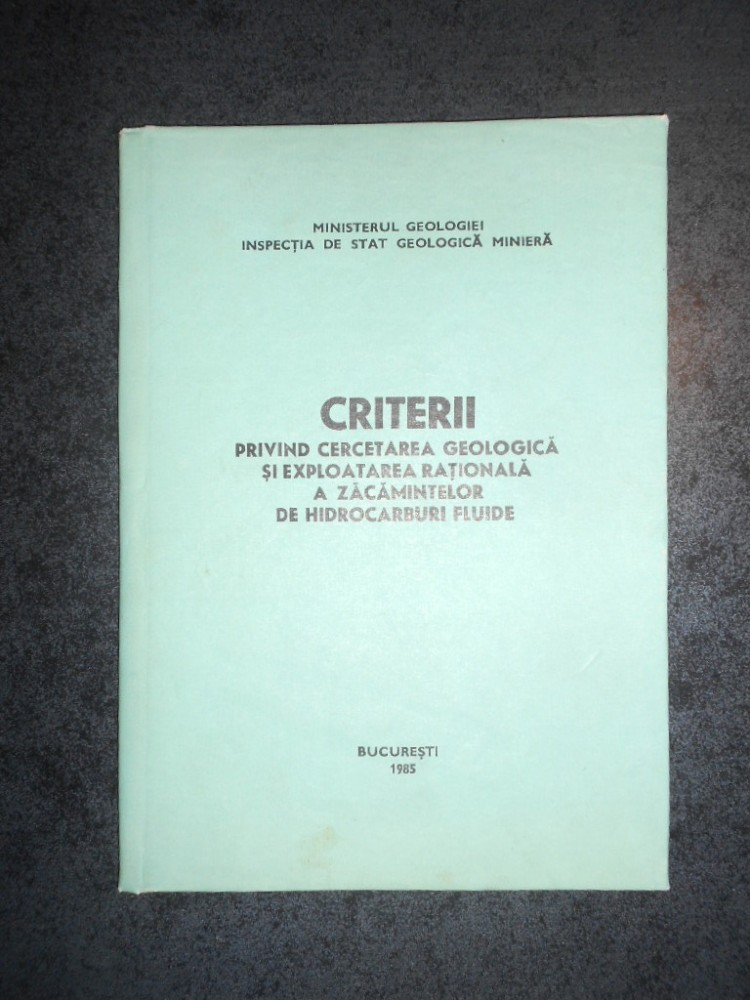 MINISTERUL GEOLOGIEI
INSPECȚIA DE STAT GEOLOGICĂ MINIERĂ
CRITERII
PRIVIND CERCETAREA GEOLOGICĂ
ȘI EXPLOATAREA RAȚIONALĂ
A ZĂCĂMINTELOR
DE HIDROCARBURI FLUIDE
BUCUREȘTI
1985